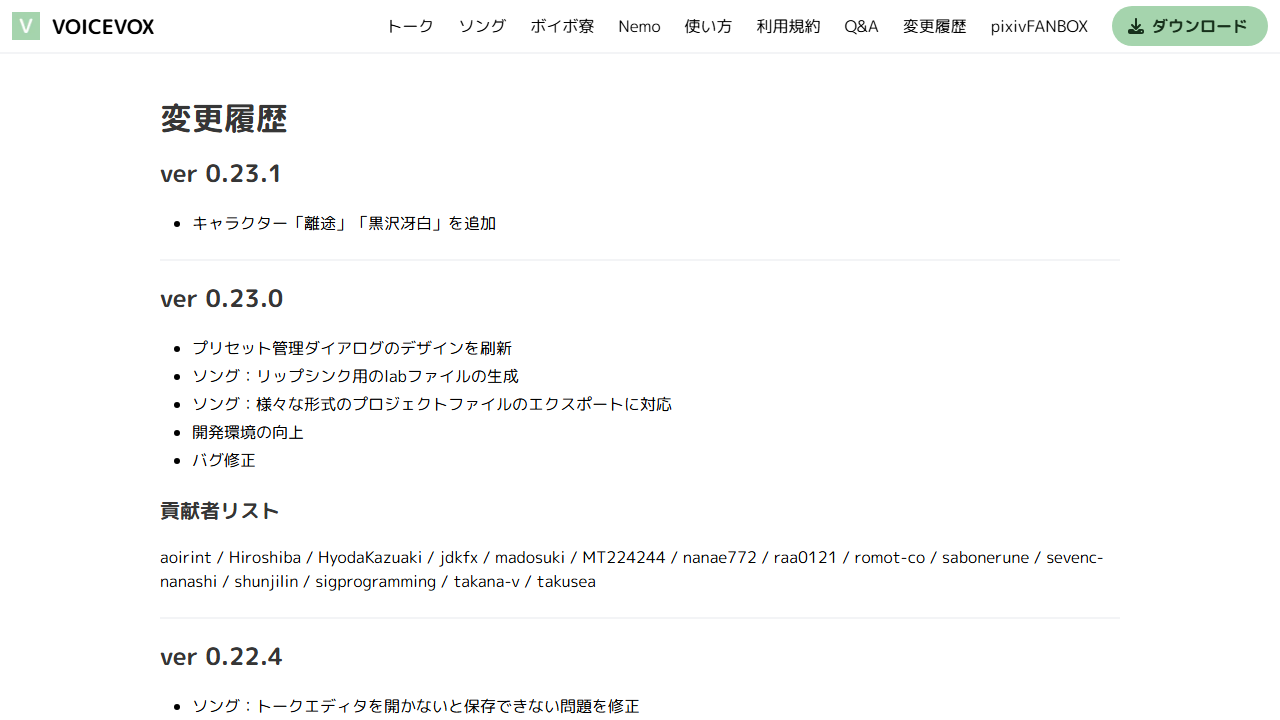 V VOICEVOX トーク ソング ボイボ寮 Nemo 使い方 利用規約 Q&A 変更履歴 pixivFANBOX ダウンロード
変更履歴
ver 0.23.1
• キャラクター「離途」「黒沢冴白」を追加
ver 0.23.0
• プリセット管理ダイアログのデザインを刷新
• ソング：リップシンク用のlabファイルの生成
• ソング：様々な形式のプロジェクトファイルのエクスポートに対応
• 開発環境の向上
• バグ修正
貢献者リスト
aoirint / Hiroshiba / HyodaKazuaki / jdkfx / madosuki / MT224244 / nanae772 / raa0121 / romot-co / sabonerune / sevenc-
nanashi / shunjilin / sigprogramming / takana-v / takusea
ver 0.22.4
• ソング：トークエディタを開かないと保存できない問題を修正